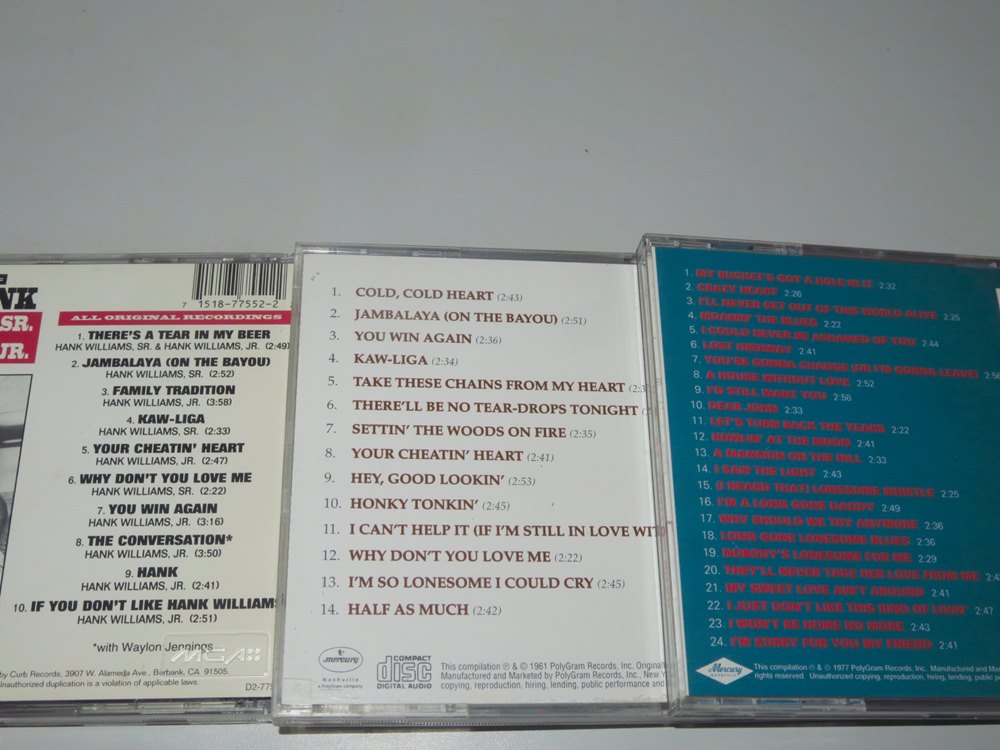 NK
SR.
JR.
7 1518-77552-2
ALL ORIGINAL RECORDINGS
1. THERE'S A TEAR IN MY BEER
HANK WILLIAMS, SR. & HANK WILLIAMS, JR. (2:49)
2. JAMBALAYA (ON THE BAYOU)
HANK WILLIAMS, SR. (2:52)
3. FAMILY TRADITION
HANK WILLIAMS, JR. (3:58)
4. KAW-LIGA
HANK WILLIAMS, SR. (2:33)
5. YOUR CHEATIN' HEART
HANK WILLIAMS, JR. (2:47)
6. WHY DON'T YOU LOVE ME
HANK WILLIAMS, SR. (2:22)
7. YOU WIN AGAIN
HANK WILLIAMS, JR. (3:16)
8. THE CONVERSATION*
HANK WILLIAMS, JR. (3:50)
9. HANK
HANK WILLIAMS, JR. (2:41)
10. IF YOU DON'T LIKE HANK WILLIAMS
HANK WILLIAMS, JR. (2:51)
*with Waylon Jennings
MCA
by Curb Records, 3907 W. Alameda Ave., Burbank, CA 91505.
Unauthorized duplication is a violation of applicable laws.
D2-775
1. COLD, COLD HEART (2:43)
2. JAMBALAYA (ON THE BAYOU) (2:51)
3. YOU WIN AGAIN (2:36)
4. KAW-LIGA (2:34)
5. TAKE THESE CHAINS FROM MY HEART (2:3
6. THERE'LL BE NO TEAR-DROPS TONIGHT
7. SETTIN' THE WOODS ON FIRE (2:35)
8. YOUR CHEATIN' HEART (2:41)
9. HEY, GOOD LOOKIN' (2:53)
10. HONKY TONKIN' (2:45)
11. I CAN'T HELP IT (IF I'M STILL IN LOVE WIT
12. WHY DON'T YOU LOVE ME (2:22)
13. I'M SO LONESOME I COULD CRY (2:45)
14. HALF AS MUCH (2:42)
mercury
Nashville
a PolyGram company
COMPACT
disc
DIGITAL AUDIO
This compilation ℗ & © 1961 PolyGram Records, Inc. Original
Manufactured and Marketed by PolyGram Records, Inc., New Y
copying, reproduction, hiring, lending, public performance and
1. MY BUCKET'S GOT A HOLE IN IT 2:32
2. CRAZY HEART 2:26
3. I'LL NEVER GET OUT OF THIS WORLD ALIVE 2:25
4. MOANIN' THE BLUES 2:22
5. I COULD NEVER BE ASHAMED OF YOU 2:44
6. LOST HIGHWAY 2:41
7. YOU'RE GONNA CHANGE (OR I'M GONNA LEAVE) 2:56
8. A HOUSE WITHOUT LOVE 2:52
9. I'D STILL WANT YOU 2:56
10. DEAR JOHN 2:33
11. LET'S TURN BACK THE YEARS 2:22
12. HOWLIN' AT THE MOON 2:41
13. A MANSION ON THE HILL 2:33
14. I SAW THE LIGHT 2:43
15. (I HEARD THAT) LONESOME WHISTLE 2:25
16. I'M A LONG GONE DADDY 2:49
17. WHY SHOULD WE TRY ANYMORE 2:36
18. LONG GONE LONESOME BLUES 2:36
19. NOBODY'S LONESOME FOR ME 2:29
20. THEY'LL NEVER TAKE HER LOVE FROM ME
21. MY SWEET LOVE AIN'T AROUND 2:41
22. I JUST DON'T LIKE THIS KIND OF LIVIN' 2:47
23. I WON'T BE HOME NO MORE 2:43
24. I'M SORRY FOR YOU MY FRIEND 2:41
Mercury
NASHVILLE
This compilation ℗ & © 1977 PolyGram Records, Inc. Manufactured and Mar
rights reserved. Unauthorized copying, reproduction, hiring, lending, public pe